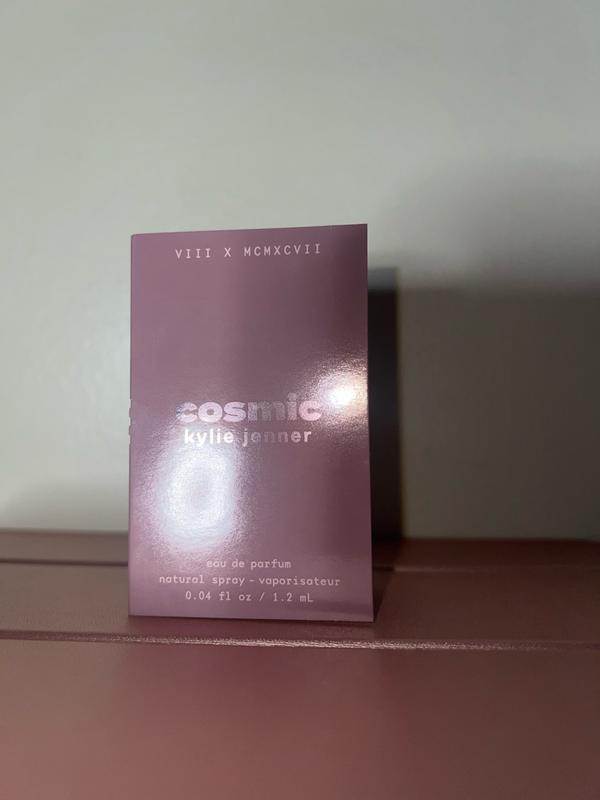 VIII X MCMXCVII
cosmic
kylie jenner
eau de parfum
natural spray - vaporisateur
0.04 fl oz / 1.2 mL